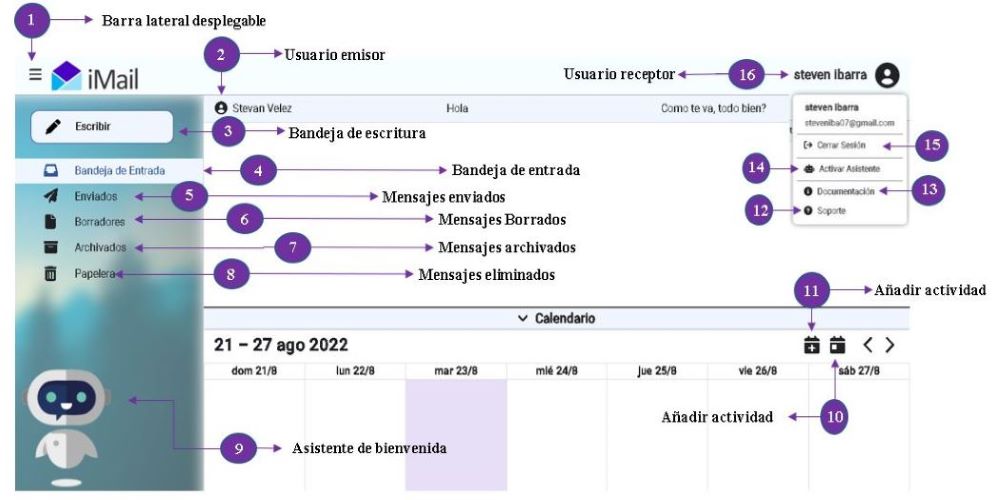 1 Barra lateral desplegable
2 Usuario emisor
iMail
Usuario receptor 16 steven ibarra
Stevan Velez Hola Como te va, todo bien?
steven ibarra
steveniba07@gmail.com
Escribir
3 Bandeja de escritura
Cerrar Sesión 15
Bandeja de Entrada 4 Bandeja de entrada
14 Activar Asistente
Enviados 5 Mensajes enviados
Documentación 13
Borradores 6 Mensajes Borrados
12 Soporte
Archivados 7 Mensajes archivados
Papelera 8 Mensajes eliminados
11 Añadir actividad
Calendario
21 – 27 ago 2022
dom 21/8 lun 22/8 mar 23/8 mié 24/8 jue 25/8 vie 26/8 sáb 27/8
Añadir actividad 10
9 Asistente de bienvenida